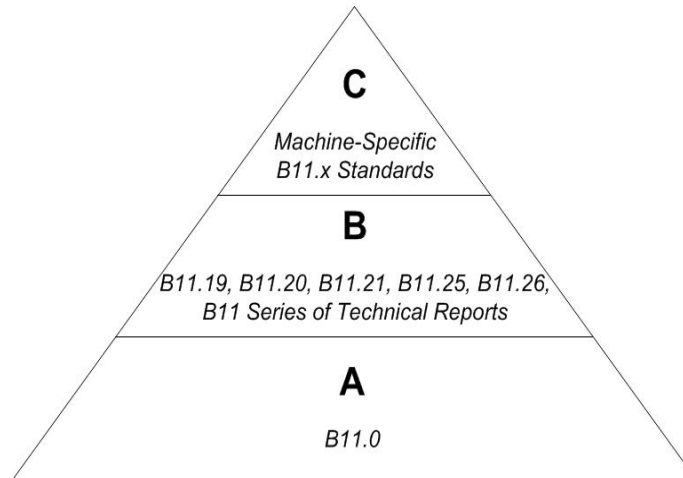 C
Machine-Specific
B11.x Standards
B
B11.19, B11.20, B11.21, B11.25, B11.26,
B11 Series of Technical Reports
A
B11.0